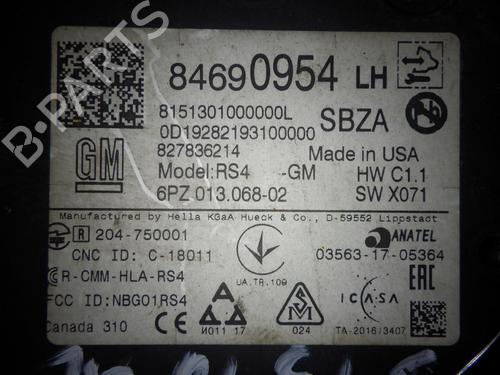 84690954 LH
8151301000000L
0D19282193100000 SBZA
827836214
GM
Made in USA
Model:RS4 -GM HW C1.1
6PZ 013.068-02 SW X071
Manufactured by Hella KGaA Hueck & Co., D-59552 Lippstadt
R 204-750001
ANATEL
CNC ID: C-18011
03563-17-05364
R-CMM-HLA-RS4
UA.TR.109
EAC
FCC ID:NBG01RS4
ICASA
Canada 310
CE
И011 17
024
TA-2016/3407